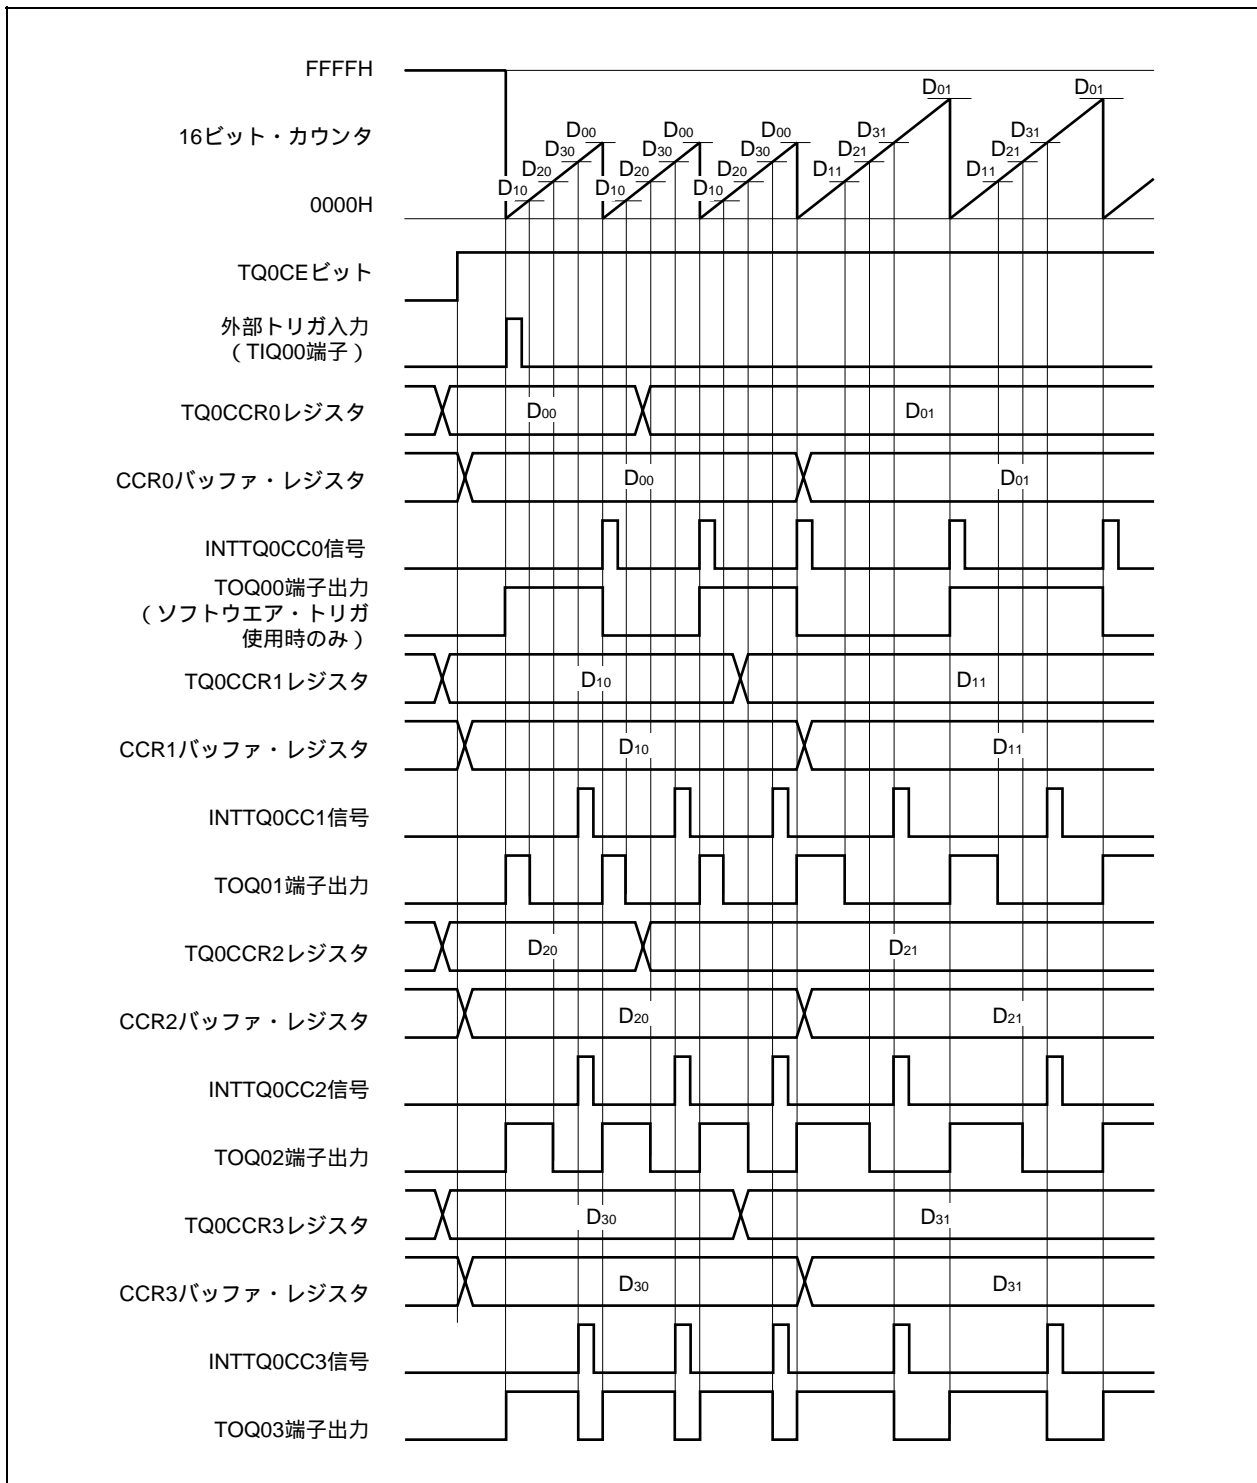 FFFFH
D01 D01
16ビット・カウンタ
D00 D00 D00 D31 D31
D30 D30 D30 D21 D21
D20 D20 D20 D11 D11
D10 D10 D10
0000H
TQ0CEビット
外部トリガ入力
（TIQ00端子）
TQ0CCR0レジスタ D00 D01
CCR0バッファ・レジスタ D00 D01
INTTQ0CC0信号
TOQ00端子出力
（ソフトウエア・トリガ
使用時のみ）
TQ0CCR1レジスタ D10 D11
CCR1バッファ・レジスタ D10 D11
INTTQ0CC1信号
TOQ01端子出力
TQ0CCR2レジスタ D20 D21
CCR2バッファ・レジスタ D20 D21
INTTQ0CC2信号
TOQ02端子出力
TQ0CCR3レジスタ D30 D31
CCR3バッファ・レジスタ D30 D31
INTTQ0CC3信号
TOQ03端子出力